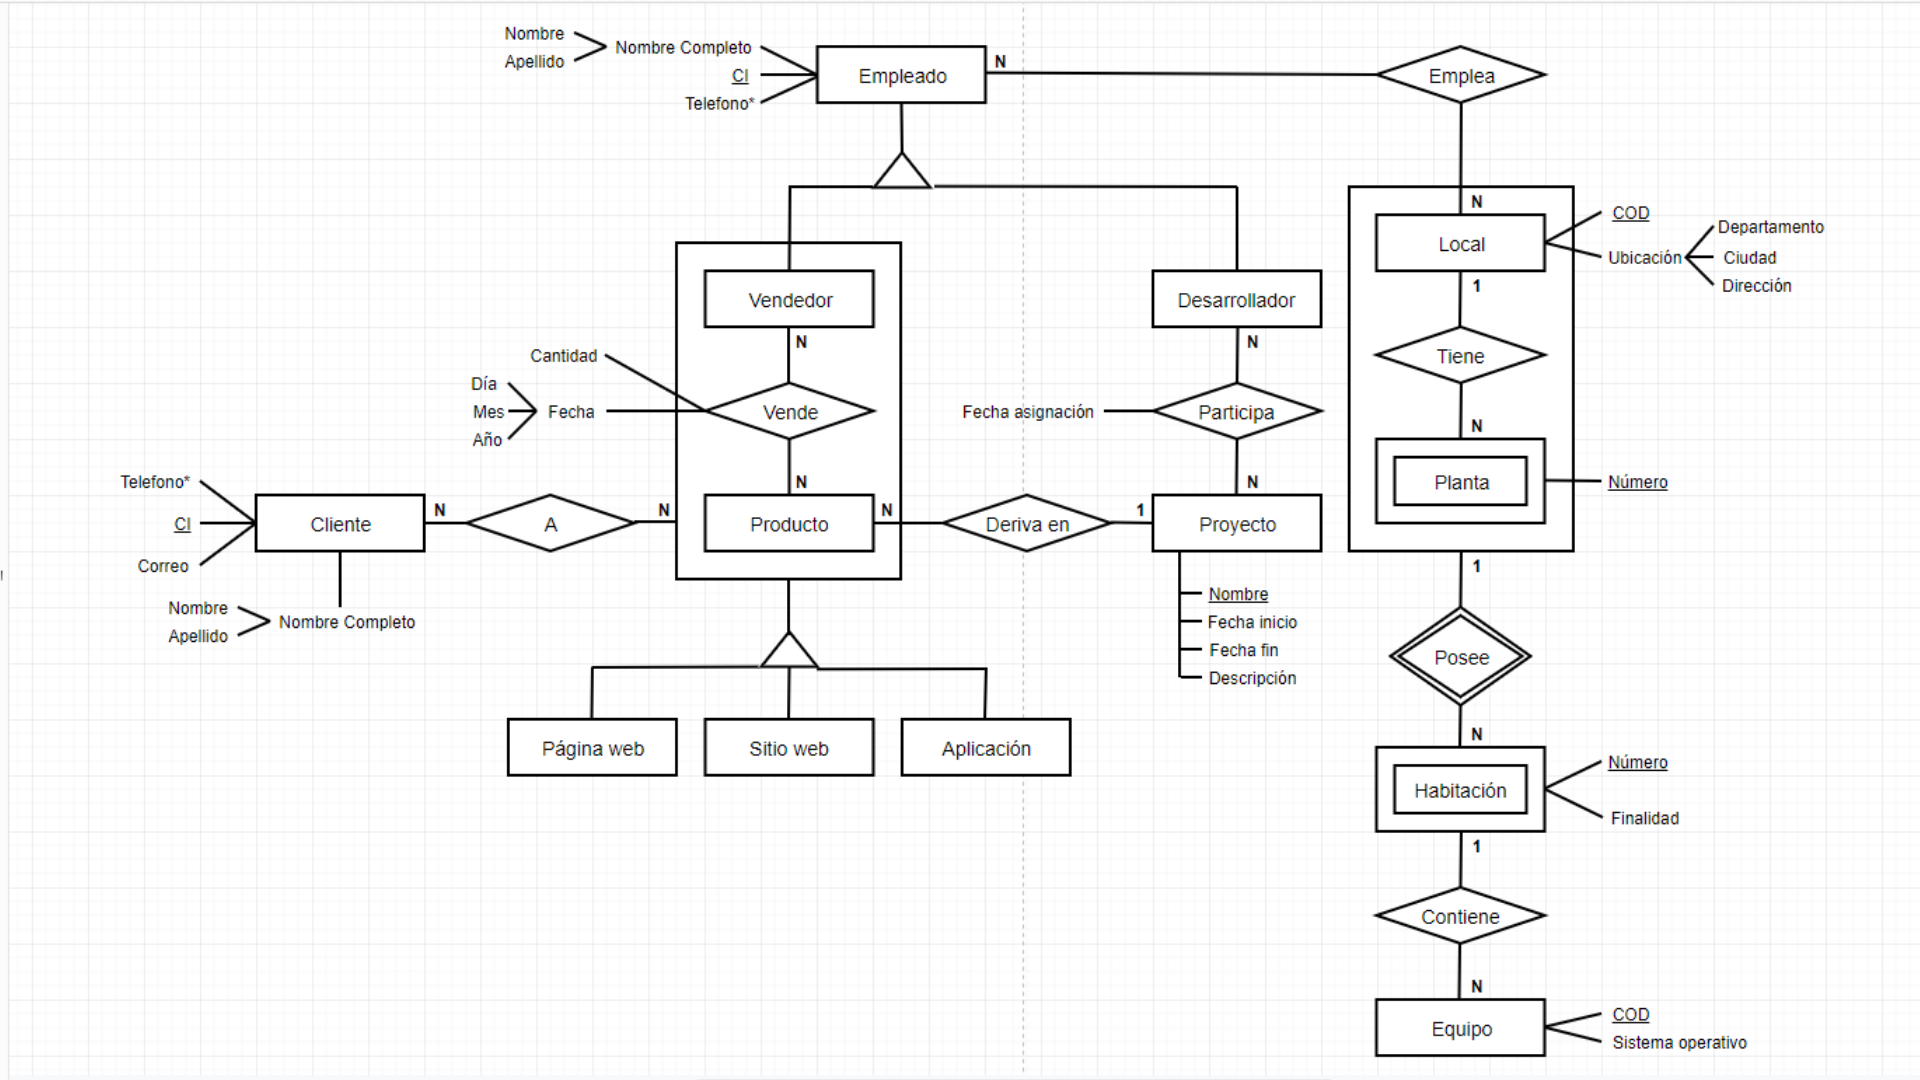 Nombre
Apellido
Nombre Completo
CI
Telefono*
Empleado
N
Emplea
N
Local
COD
Ubicación
Departamento
Ciudad
Dirección
1
Tiene
N
Planta
Número
Vendedor
N
Cantidad
Día
Mes
Año
Fecha
Vende
N
Producto
N
Desarrollador
N
Fecha asignación
Participa
N
Telefono*
CI
Correo
Cliente
N
A
N
Nombre
Apellido
Nombre Completo
Deriva en
1
Proyecto
Nombre
Fecha inicio
Fecha fin
Descripción
1
Posee
N
Página web
Sitio web
Aplicación
Habitación
Número
Finalidad
1
Contiene
N
Equipo
COD
Sistema operativo